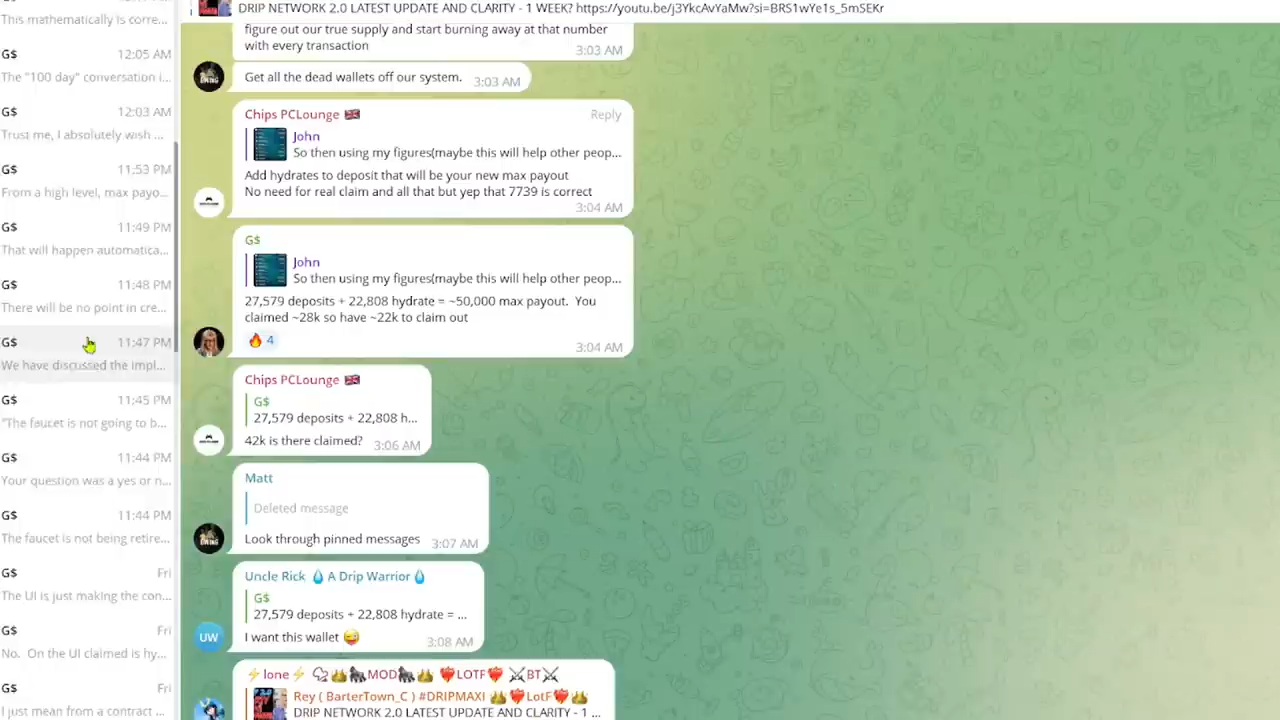 This mathematically is corre...
G$ 12:05 AM
The "100 day" conversation i...
G$ 12:03 AM
Trust me, I absolutely wish ...
G$ 11:53 PM
From a high level, max payo...
G$ 11:49 PM
That will happen automatica...
G$ 11:48 PM
There will be no point in cre...
G$ 11:47 PM
We have discussed the impl...
G$ 11:45 PM
"The faucet is not going to b...
G$ 11:44 PM
Your question was a yes or n...
G$ 11:44 PM
The faucet is not being retire...
G$ Fri
The UI is just making the con...
G$ Fri
No.  On the UI claimed is hy...
G$ Fri
I just mean from a contract ...
DRIP NETWORK 2.0 LATEST UPDATE AND CLARITY - 1 WEEK? https://youtu.be/j3YkcAvYaMw?si=BRS1wYe1s_5mSEKr
figure out our true supply and start burning away at that number
with every transaction 3:03 AM
Get all the dead wallets off our system. 3:03 AM
Chips PCLounge 🇬🇧 Reply
John
So then using my figures(maybe this will help other peop...
Add hydrates to deposit that will be your new max payout
No need for real claim and all that but yep that 7739 is correct
3:04 AM
G$
John
So then using my figures(maybe this will help other peop...
27,579 deposits + 22,808 hydrate = ~50,000 max payout.  You
claimed ~28k so have ~22k to claim out
🔥 4 3:04 AM
Chips PCLounge 🇬🇧
G$
27,579 deposits + 22,808 h...
42k is there claimed? 3:06 AM
Matt
Deleted message
Look through pinned messages 3:07 AM
Uncle Rick 💧 A Drip Warrior 💧
G$
27,579 deposits + 22,808 hydrate = ...
UW
I want this wallet 😜 3:08 AM
⚡ lone ⚡ 👑🦍MOD🦍👑 ❤️‍🔥LOTF❤️‍🔥 ⚔BT⚔
Rey ( BarterTown_C ) #DRIPMAXI 👑❤️‍🔥LotF❤️‍🔥👑
DRIP NETWORK 2.0 LATEST UPDATE AND CLARITY - 1 ...